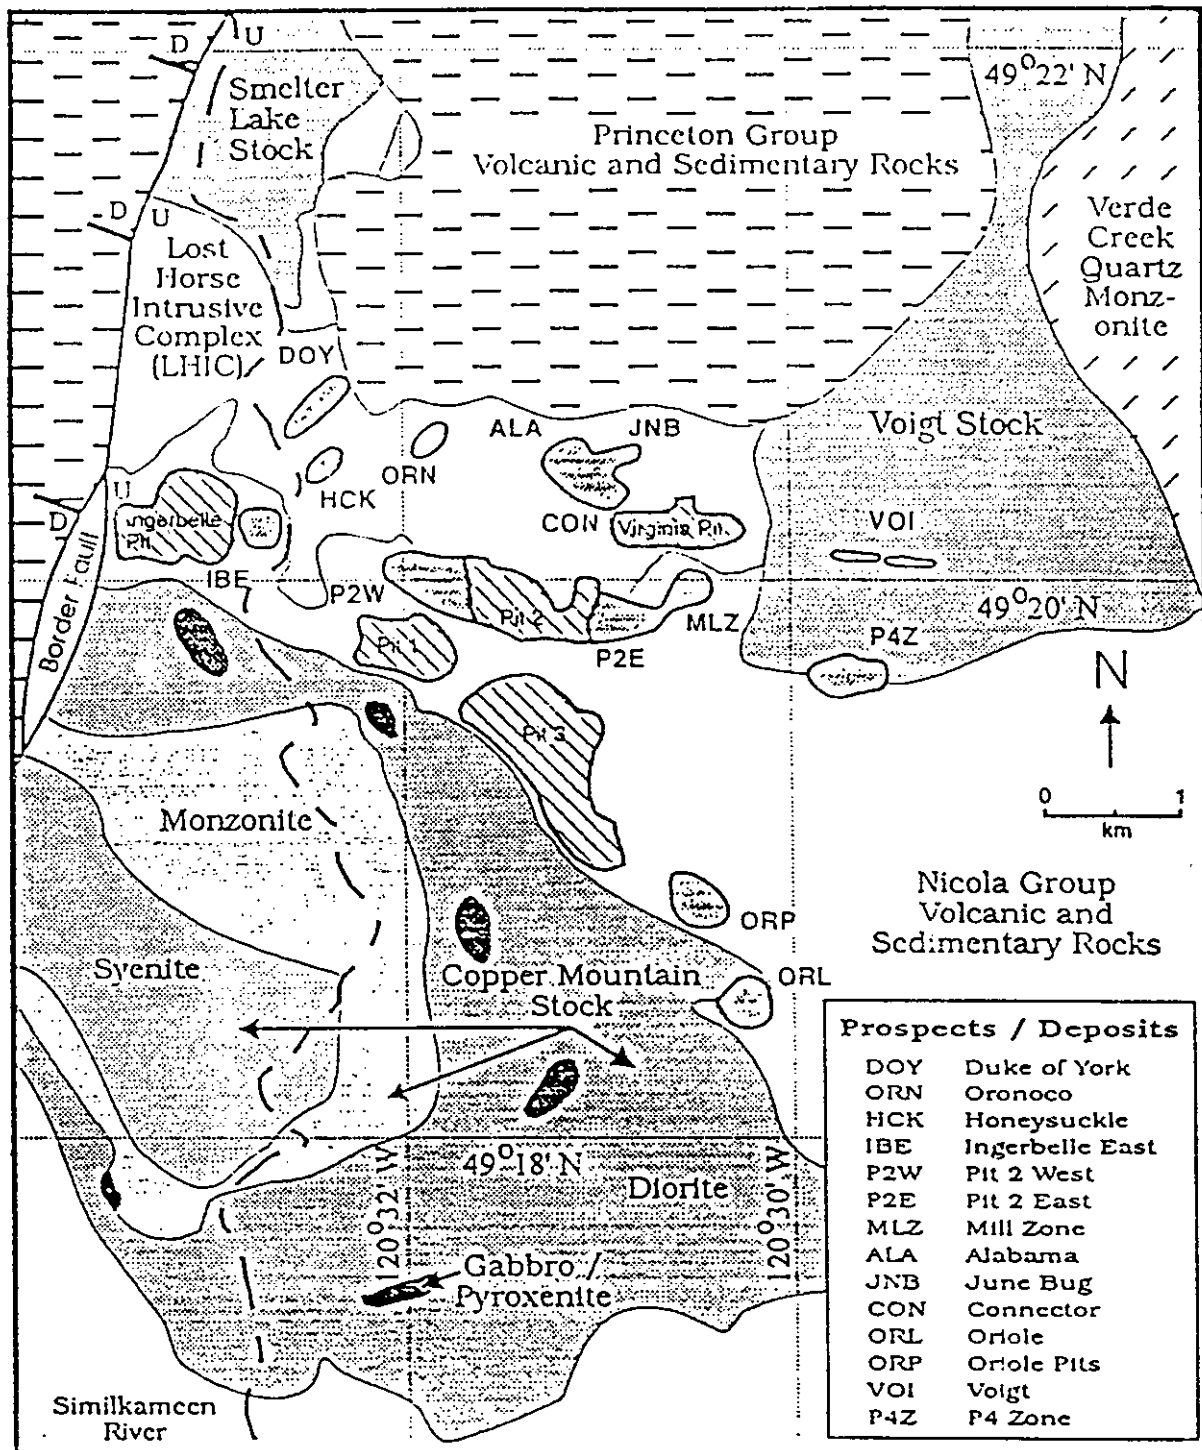 D
U
49°22' N
Smelter
Lake
Stock
Princeton Group
Volcanic and Sedimentary Rocks
D
U
Verde
Creek
Quartz
Monz-
onite
Lost
Horse
Intrusive
Complex
(LHIC)
DOY
Voigt Stock
ALA
JNB
ORN
HCK
U
D
Ingerbelle
Pit
CON
Virginia Pit
VOI
Border Fault
IBE
P2W
49°20' N
Pit 2
MLZ
P4Z
Pit 1
P2E
N
Pit 3
0 1
km
Monzonite
Nicola Group
Volcanic and
Sedimentary Rocks
ORP
Syenite
Copper Mountain
Stock
ORL
Prospects / Deposits
DOY Duke of York
ORN Oronoco
HCK Honeysuckle
IBE Ingerbelle East
P2W Pit 2 West
P2E Pit 2 East
MLZ Mill Zone
ALA Alabama
JNB June Bug
CON Connector
ORL Oriole
ORP Oriole Pits
VOI Voigt
P4Z P4 Zone
49°18' N
120°32' W
120°30' W
Diorite
Gabbro /
Pyroxenite
Similkameen
River